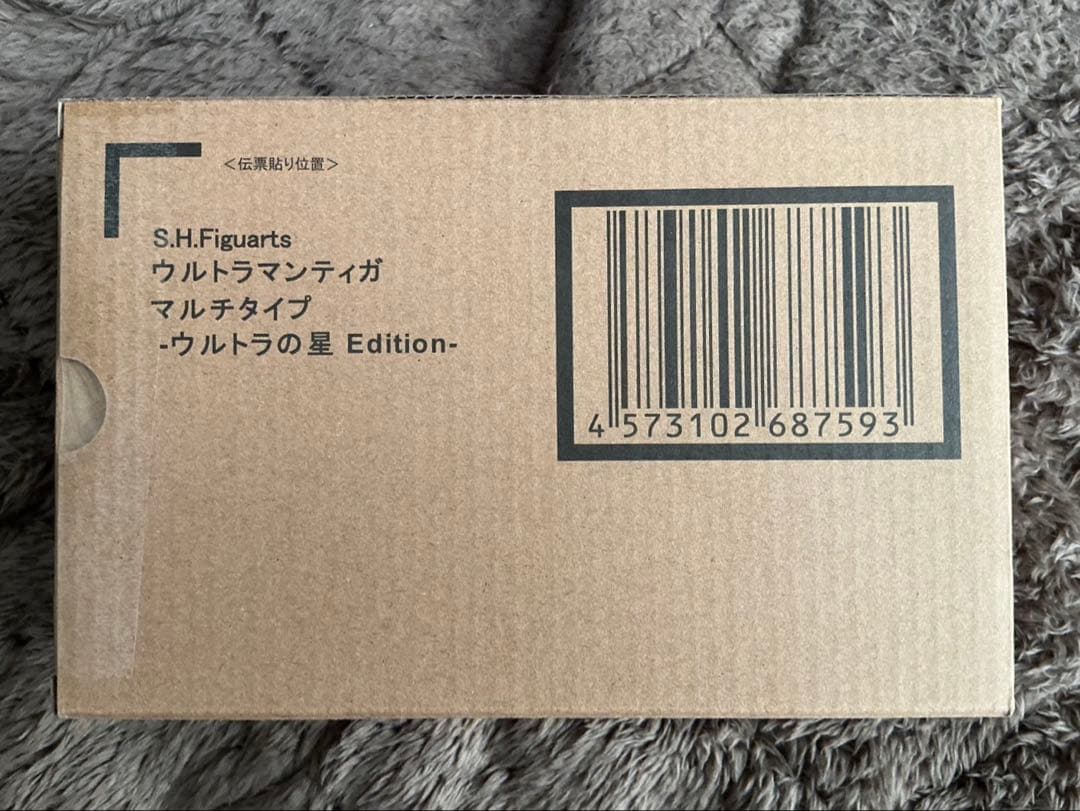 ＜伝票貼り位置＞
S.H.Figuarts
ウルトラマンティガ
マルチタイプ
-ウルトラの星 Edition-
4 573102 687593